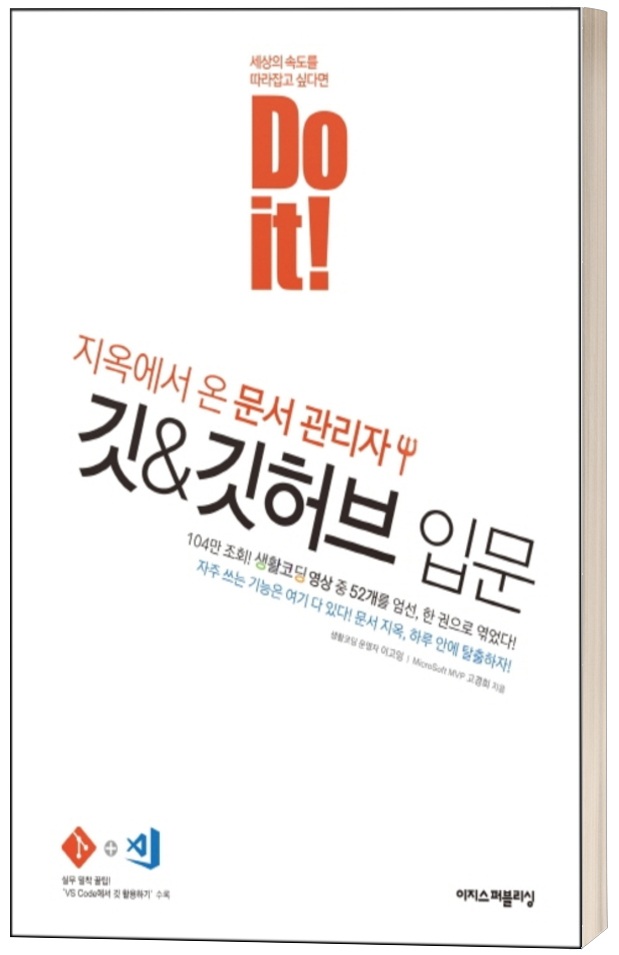 세상의 속도를
따라잡고 싶다면
Do
it!
지옥에서 온 문서 관리자
깃&깃허브 입문
104만 조회! 생활코딩 영상 중 52개를 엄선, 한 권으로 엮었다!
자주 쓰는 기능은 여기 다 있다! 문서 지옥, 하루 안에 탈출하자!
생활코딩 운영자 이고잉 | MicroSoft MVP 고경희 지음
실무 밀착 꿀팁!
'VS Code에서 깃 활용하기' 수록
이지스퍼블리싱